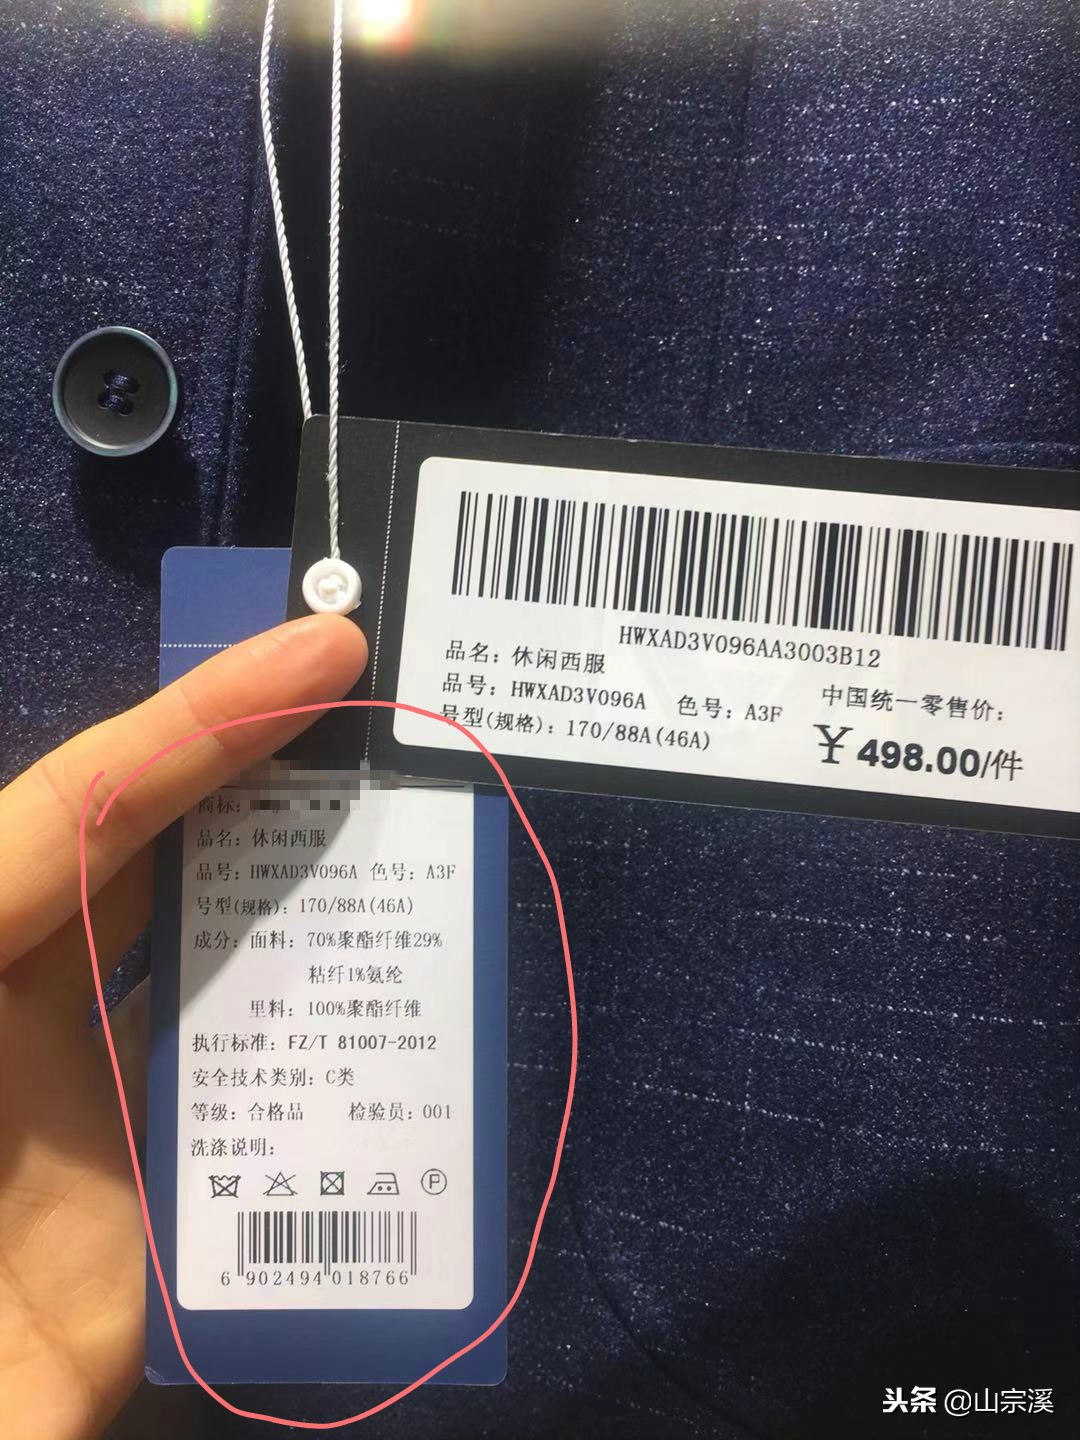 HWXAD3V096AA3003B12
品名：休闲西服
品号：HWXAD3V096A 色号：A3F
号型(规格)：170/88A(46A)
中国统一零售价：
￥498.00/件
商标：
品名：休闲西服
品号：HWXAD3V096A 色号：A3F
号型(规格)：170/88A(46A)
成分：面料：70%聚酯纤维29%
粘纤1%氨纶
里料：100%聚酯纤维
执行标准：FZ/T 81007-2012
安全技术类别：C类
等级：合格品 检验员：001
洗涤说明：
P
6 902494 018766
头条 @山宗溪